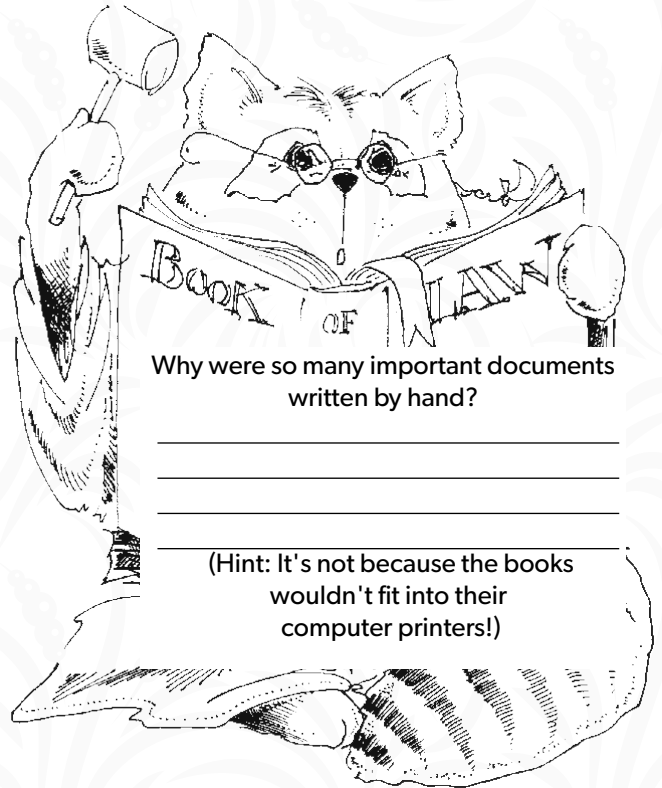 BOOK OF LAW
Why were so many important documents
written by hand?
(Hint: It's not because the books
wouldn't fit into their
computer printers!)